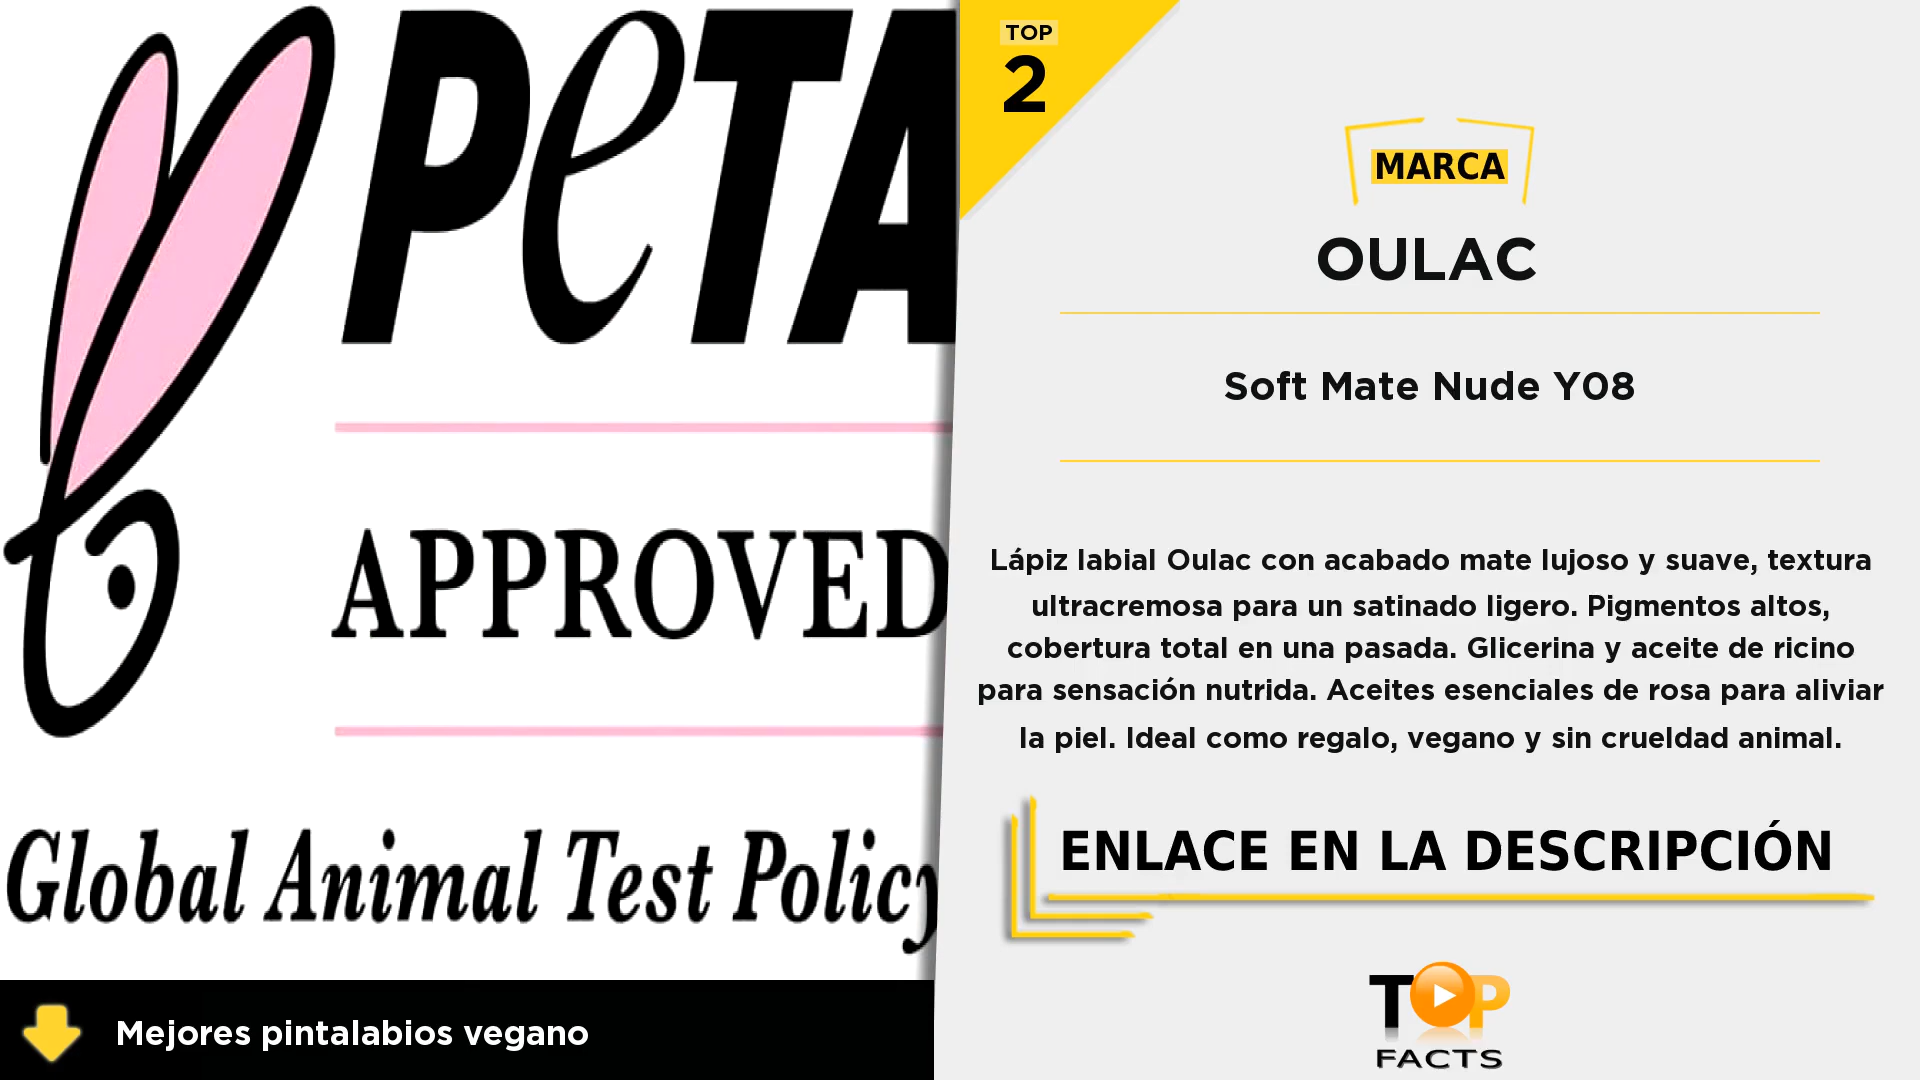 PETA
APPROVED
Global Animal Test Policy
Mejores pintalabios vegano
TOP
2
MARCA
OULAC
Soft Mate Nude Y08
Lápiz labial Oulac con acabado mate lujoso y suave, textura
ultracremosa para un satinado ligero. Pigmentos altos,
cobertura total en una pasada. Glicerina y aceite de ricino
para sensación nutrida. Aceites esenciales de rosa para aliviar
la piel. Ideal como regalo, vegano y sin crueldad animal.
ENLACE EN LA DESCRIPCIÓN
TOP
FACTS